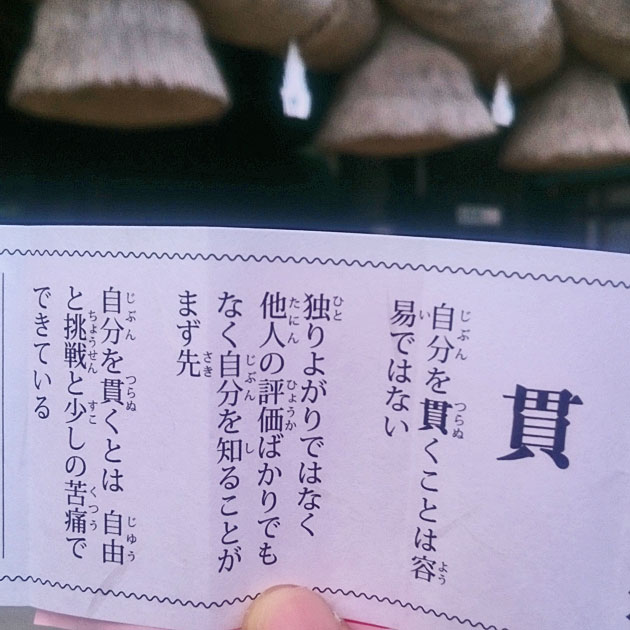 貫
自分を貫くことは容
易ではない
独りよがりではなく
他人の評価ばかりでも
なく自分を知ることが
まず先
自分を貫くとは 自由
と挑戦と少しの苦痛で
できている